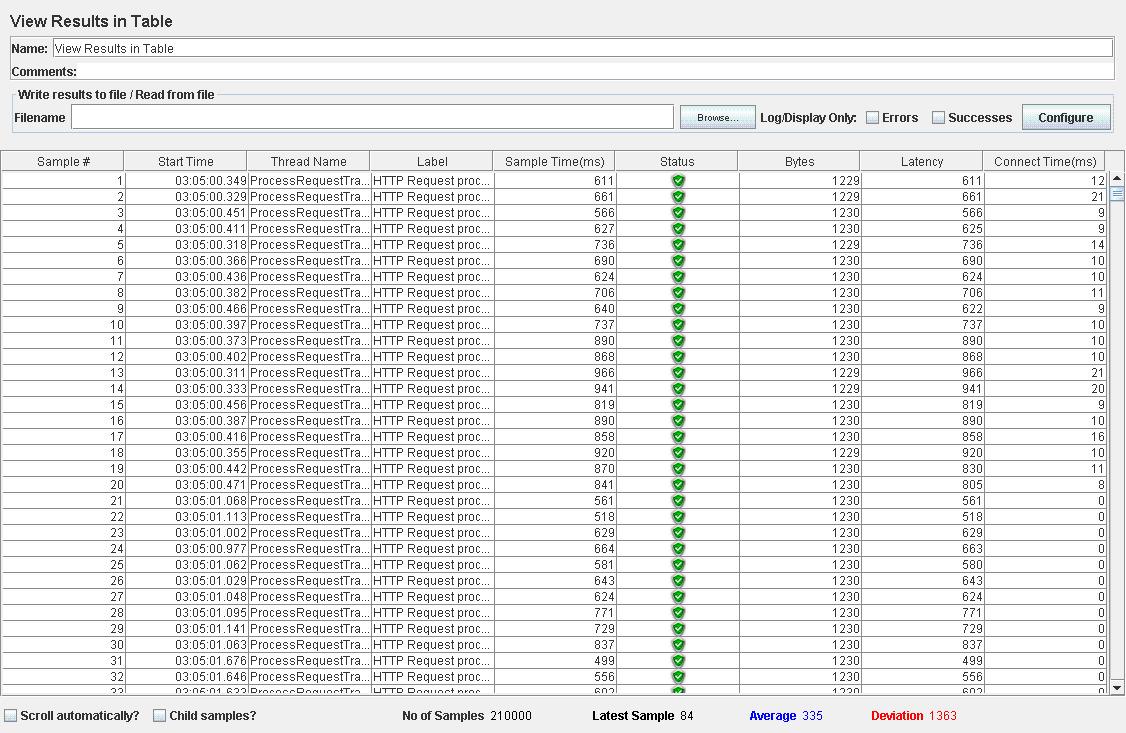 View Results in Table
Name: View Results in Table
Comments:
Write results to file / Read from file
Filename Browse... Log/Display Only: Errors Successes Configure
Sample # Start Time Thread Name Label Sample Time(ms) Status Bytes Latency Connect Time(ms)
1 03:05:00.349 ProcessRequestTra... HTTP Request proc... 611 1229 611 12
2 03:05:00.329 ProcessRequestTra... HTTP Request proc... 661 1229 661 21
3 03:05:00.451 ProcessRequestTra... HTTP Request proc... 566 1230 566 9
4 03:05:00.411 ProcessRequestTra... HTTP Request proc... 627 1230 625 9
5 03:05:00.318 ProcessRequestTra... HTTP Request proc... 736 1229 736 14
6 03:05:00.366 ProcessRequestTra... HTTP Request proc... 690 1230 690 10
7 03:05:00.436 ProcessRequestTra... HTTP Request proc... 624 1230 624 10
8 03:05:00.382 ProcessRequestTra... HTTP Request proc... 706 1230 706 11
9 03:05:00.466 ProcessRequestTra... HTTP Request proc... 640 1230 622 9
10 03:05:00.397 ProcessRequestTra... HTTP Request proc... 737 1230 737 10
11 03:05:00.373 ProcessRequestTra... HTTP Request proc... 890 1230 890 10
12 03:05:00.402 ProcessRequestTra... HTTP Request proc... 868 1230 868 10
13 03:05:00.311 ProcessRequestTra... HTTP Request proc... 966 1229 966 21
14 03:05:00.333 ProcessRequestTra... HTTP Request proc... 941 1229 941 20
15 03:05:00.456 ProcessRequestTra... HTTP Request proc... 819 1230 819 9
16 03:05:00.387 ProcessRequestTra... HTTP Request proc... 890 1230 890 10
17 03:05:00.416 ProcessRequestTra... HTTP Request proc... 858 1230 858 16
18 03:05:00.355 ProcessRequestTra... HTTP Request proc... 920 1229 920 10
19 03:05:00.442 ProcessRequestTra... HTTP Request proc... 870 1230 830 11
20 03:05:00.471 ProcessRequestTra... HTTP Request proc... 841 1230 805 8
21 03:05:01.068 ProcessRequestTra... HTTP Request proc... 561 1230 561 0
22 03:05:01.113 ProcessRequestTra... HTTP Request proc... 518 1230 518 0
23 03:05:01.002 ProcessRequestTra... HTTP Request proc... 629 1230 629 0
24 03:05:00.977 ProcessRequestTra... HTTP Request proc... 664 1230 663 0
25 03:05:01.062 ProcessRequestTra... HTTP Request proc... 581 1230 580 0
26 03:05:01.029 ProcessRequestTra... HTTP Request proc... 643 1230 643 0
27 03:05:01.048 ProcessRequestTra... HTTP Request proc... 624 1230 624 0
28 03:05:01.095 ProcessRequestTra... HTTP Request proc... 771 1230 771 0
29 03:05:01.141 ProcessRequestTra... HTTP Request proc... 729 1230 729 0
30 03:05:01.063 ProcessRequestTra... HTTP Request proc... 837 1230 837 0
31 03:05:01.676 ProcessRequestTra... HTTP Request proc... 499 1230 499 0
32 03:05:01.646 ProcessRequestTra... HTTP Request proc... 556 1230 556 0
Scroll automatically? Child samples? No of Samples 210000 Latest Sample 84 Average 335 Deviation 1363